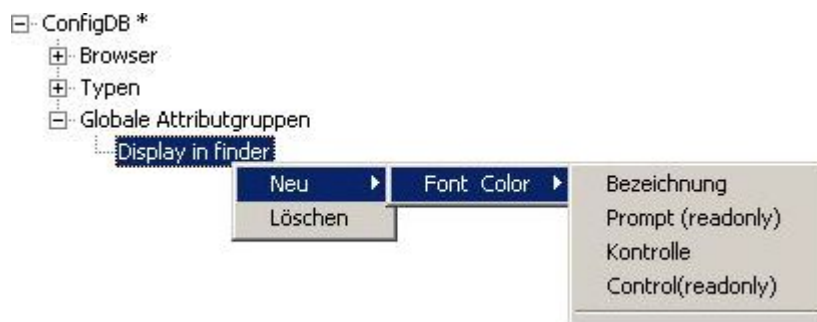 ConfigDB *
Browser
Typen
Globale Attributgruppen
Display in finder
Neu
Font Color
Bezeichnung
Löschen
Prompt (readonly)
Kontrolle
Control(readonly)